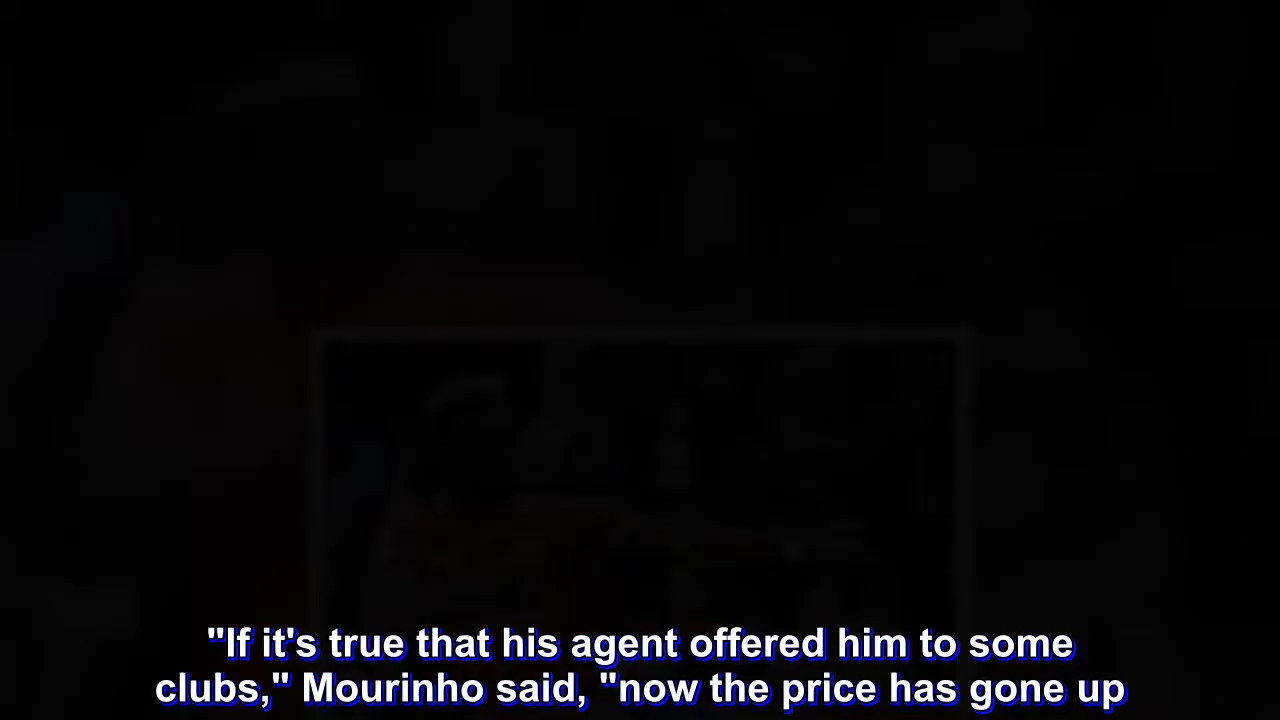 "If it's true that his agent offered him to some
clubs," Mourinho said, "now the price has gone up